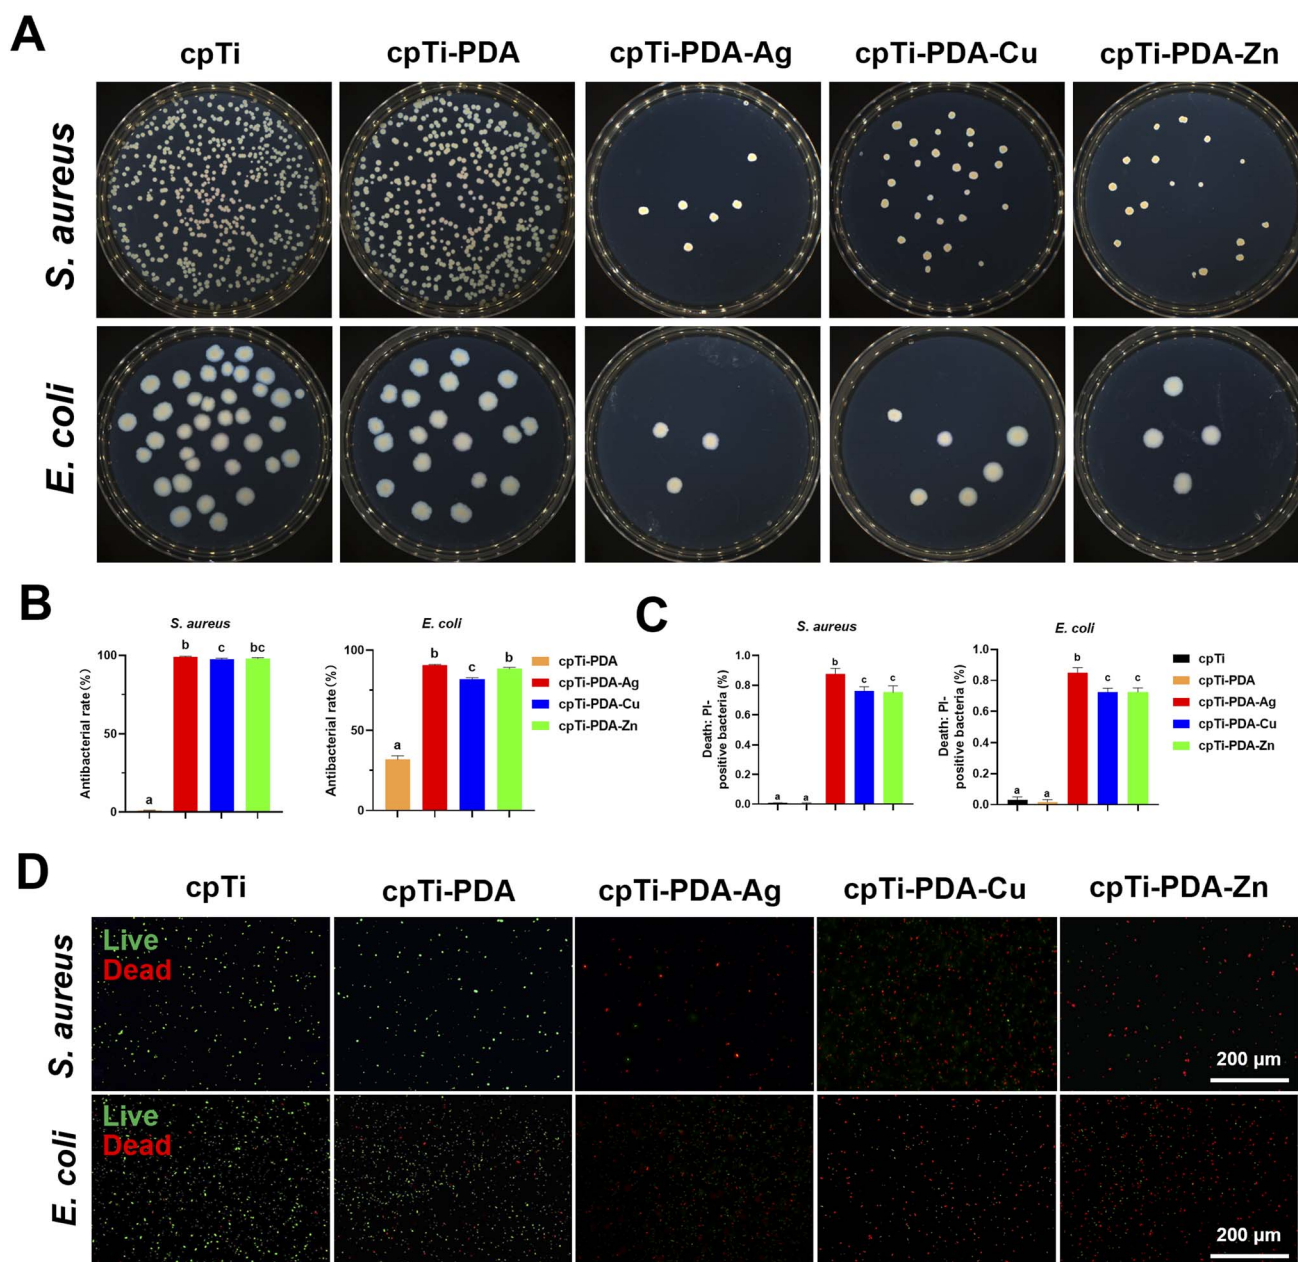 A
cpTi
cpTi-PDA
cpTi-PDA-Ag
cpTi-PDA-Cu
cpTi-PDA-Zn
S. aureus
E. coli
B
S. aureus
Antibacterial rate (%)
100
50
0
a
b
c
bc
E. coli
Antibacterial rate (%)
100
50
0
a
b
c
b
cpTi-PDA
cpTi-PDA-Ag
cpTi-PDA-Cu
cpTi-PDA-Zn
C
S. aureus
Death: PI-
positive bacteria (%)
1.0
0.8
0.6
0.4
0.2
0.0
a
a
b
c
c
E. coli
Death: PI-
positive bacteria (%)
1.0
0.8
0.6
0.4
0.2
0.0
a
a
b
c
c
cpTi
cpTi-PDA
cpTi-PDA-Ag
cpTi-PDA-Cu
cpTi-PDA-Zn
D
cpTi
cpTi-PDA
cpTi-PDA-Ag
cpTi-PDA-Cu
cpTi-PDA-Zn
S. aureus
Live
Dead
200 μm
E. coli
Live
Dead
200 μm